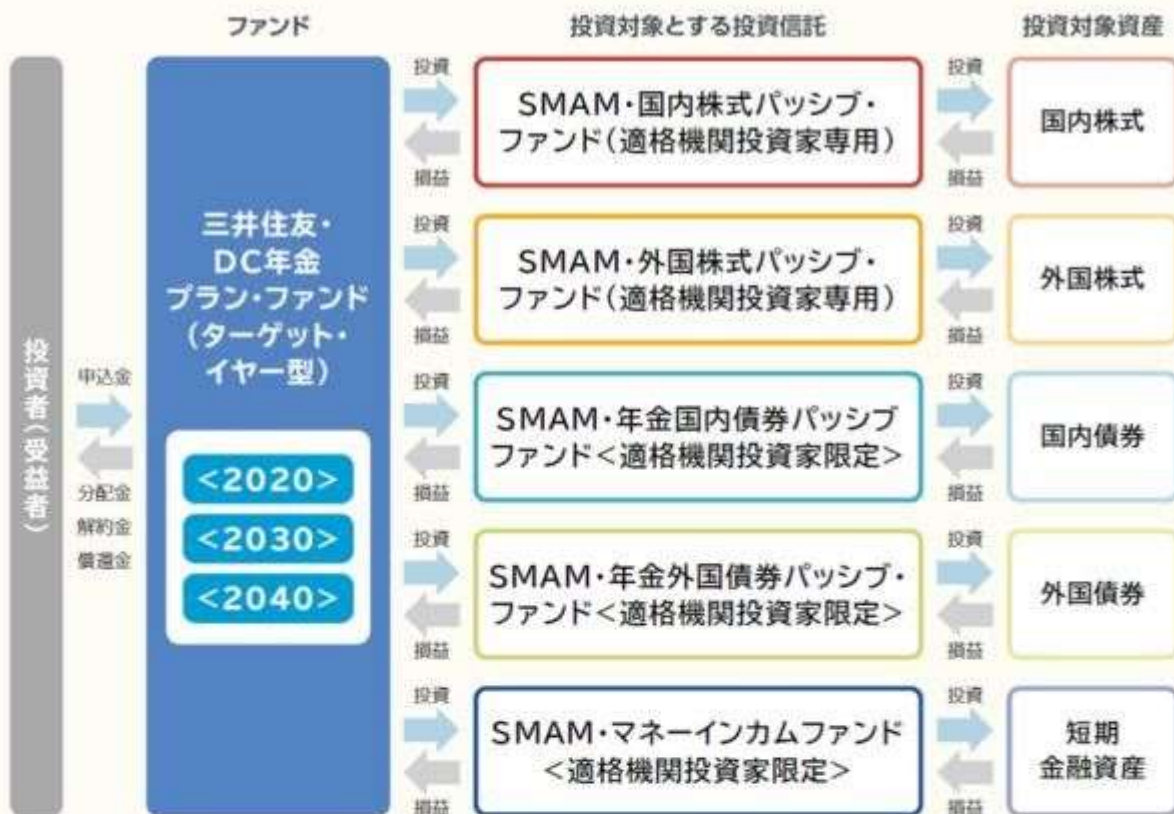 ファンド
投資対象とする投資信託
投資対象資産
投資者(受益者)
申込金
分配金
解約金
償還金
三井住友・
DC年金
プラン・ファンド
(ターゲット・
イヤー型)
<2020>
<2030>
<2040>
投資
損益
SMAM・国内株式パッシブ・
ファンド(適格機関投資家専用)
投資
損益
国内株式
投資
損益
SMAM・外国株式パッシブ・
ファンド(適格機関投資家専用)
投資
損益
外国株式
投資
損益
SMAM・年金国内債券パッシブ
ファンド<適格機関投資家限定>
投資
損益
国内債券
投資
損益
SMAM・年金外国債券パッシブ・
ファンド<適格機関投資家限定>
投資
損益
外国債券
投資
損益
SMAM・マネーインカムファンド
<適格機関投資家限定>
投資
損益
短期
金融資産